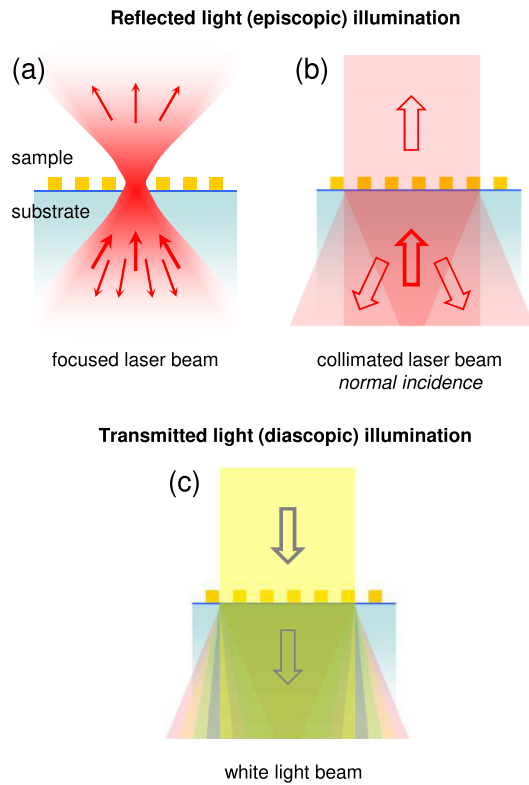 Reflected light (episcopic) illumination
(a)
(b)
sample
substrate
focused laser beam
collimated laser beam
normal incidence
Transmitted light (diascopic) illumination
(c)
white light beam